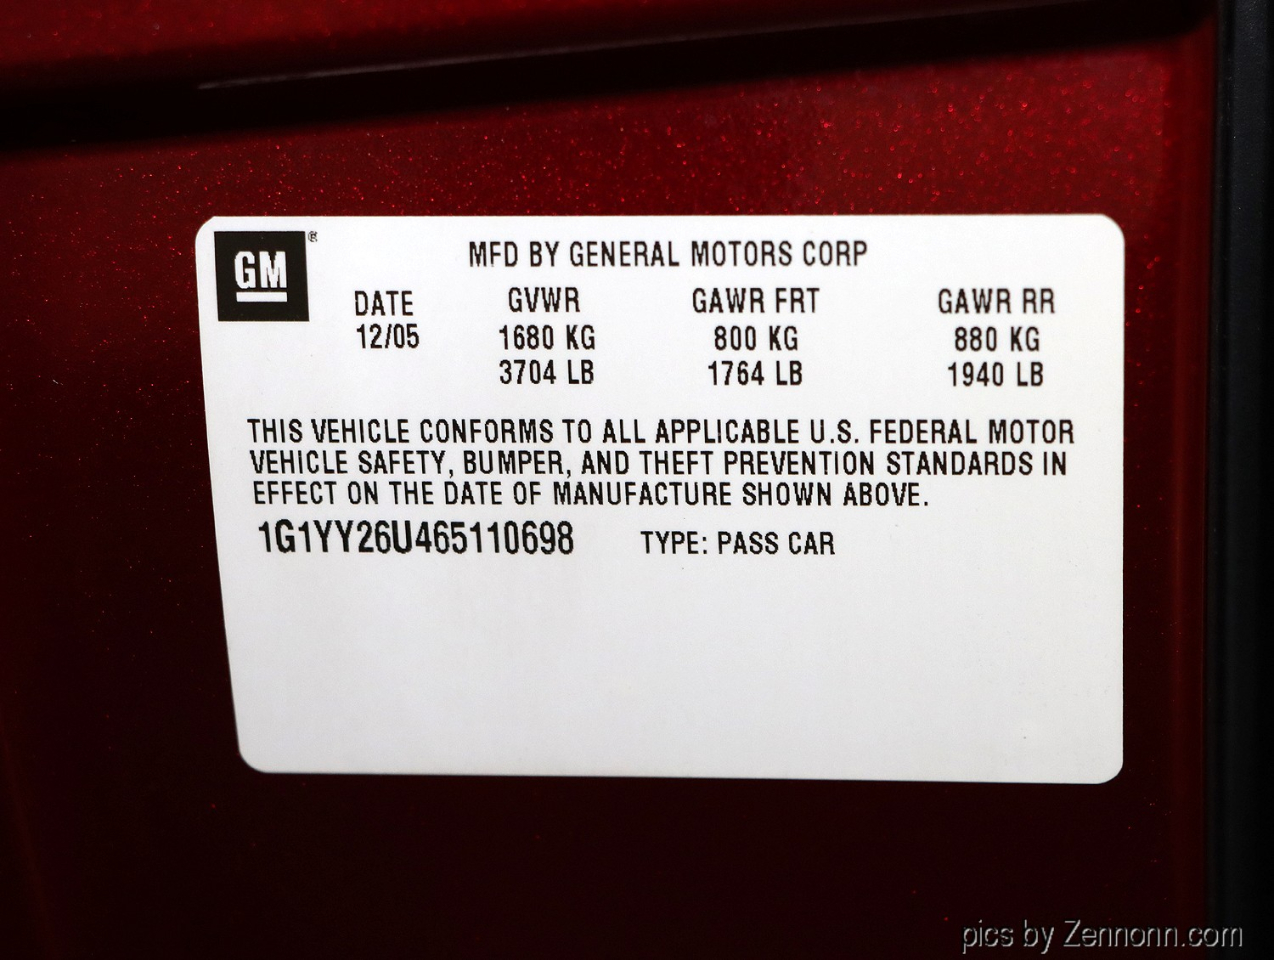 GM ®
MFD BY GENERAL MOTORS CORP
DATE GVWR GAWR FRT GAWR RR
12/05 1680 KG 800 KG 880 KG
3704 LB 1764 LB 1940 LB
THIS VEHICLE CONFORMS TO ALL APPLICABLE U.S. FEDERAL MOTOR
VEHICLE SAFETY, BUMPER, AND THEFT PREVENTION STANDARDS IN
EFFECT ON THE DATE OF MANUFACTURE SHOWN ABOVE.
1G1YY26U465110698 TYPE: PASS CAR
pics by Zennonn.com